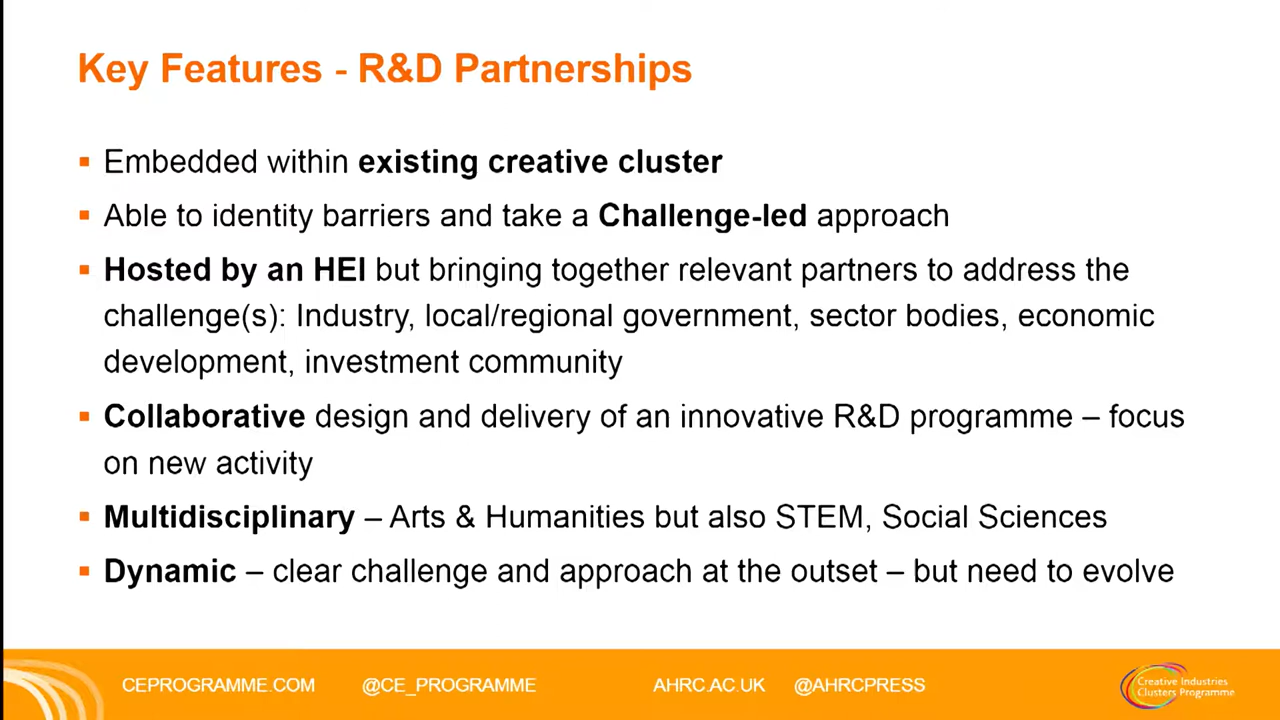 Key Features - R&D Partnerships
▪ Embedded within existing creative cluster
▪ Able to identity barriers and take a Challenge-led approach
▪ Hosted by an HEI but bringing together relevant partners to address the
challenge(s): Industry, local/regional government, sector bodies, economic
development, investment community
▪ Collaborative design and delivery of an innovative R&D programme – focus
on new activity
▪ Multidisciplinary – Arts & Humanities but also STEM, Social Sciences
▪ Dynamic – clear challenge and approach at the outset – but need to evolve
CEPROGRAMME.COM @CE_PROGRAMME AHRC.AC.UK @AHRCPRESS
Creative Industries
Clusters Programme